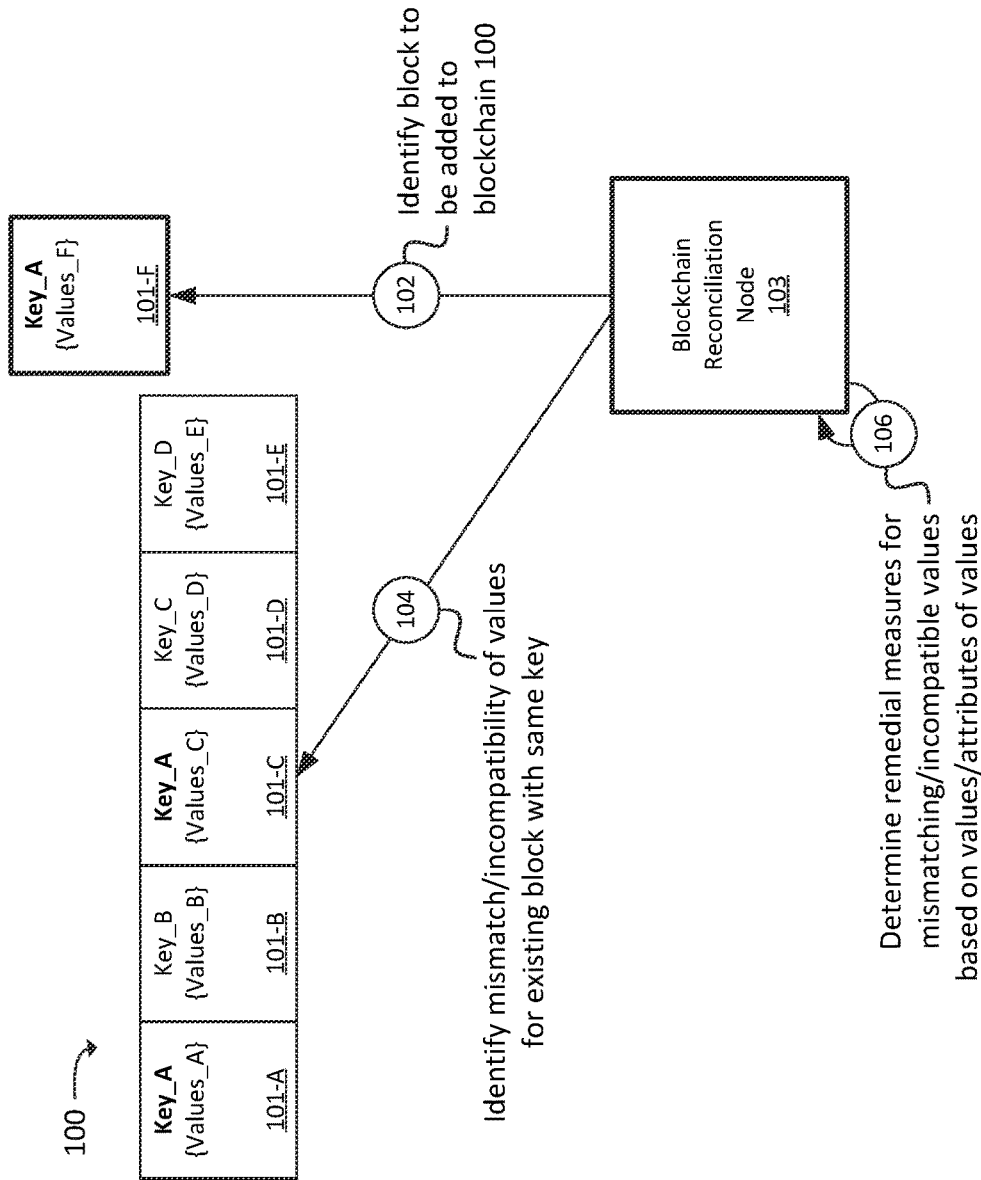 100
Key_A
{Values_A}
101-A
Key_B
{Values_B}
101-B
Key_A
{Values_C}
101-C
Key_C
{Values_D}
101-D
Key_D
{Values_E}
101-E
Key_A
{Values_F}
101-F
104
Identify mismatch/incompatibility of values
for existing block with same key
102
Identify block to
be added to
blockchain 100
Blockchain
Reconciliation
Node
103
106
Determine remedial measures for
mismatching/incompatible values
based on values/attributes of values